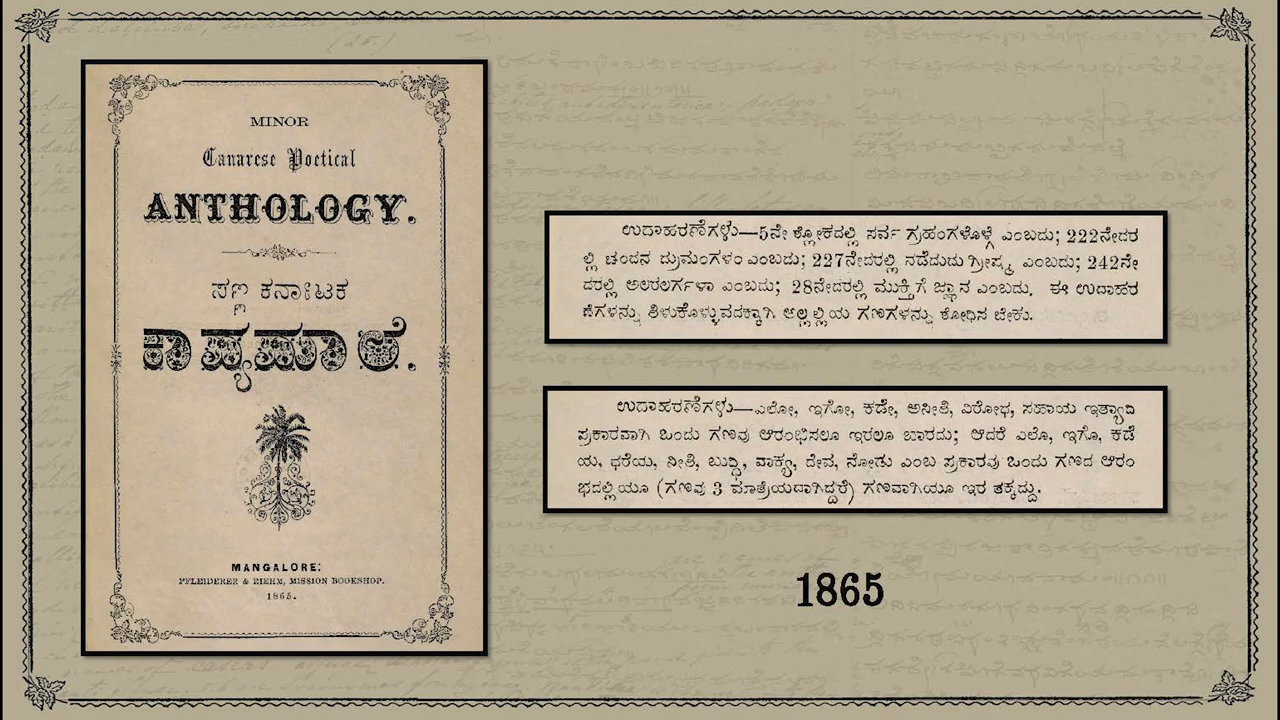 MINOR
Canarese Poetical
ANTHOLOGY.
ಸಣ್ಣ ಕರ್ನಾಟಕ
ಕಾವ್ಯಮಾಲೆ.
MANGALORE:
PFLEIDERER & RIEHM, MISSION BOOKSHOP.
1865.
ಉದಾಹರಣೆಗಳು—5ನೇ ಶ್ಲೋಕದಲ್ಲಿ ಸರ್ವ ಗ್ರಹಂಗಳೊಳ್ಗೆ ಎಂಬದು; 222ನೇದರ
ಲ್ಲಿ ಚಂದನ ದ್ರುಮಂಗಳಂ ಎಂಬದು; 227ನೇದರಲ್ಲಿ ನಡೆದುದು ಗ್ರೀಷ್ಮ ಎಂಬದು; 242ನೇ
ದರಲ್ಲಿ ಅಲರಲರ್ಗಳಾ ಎಂಬದು; 28ನೇದರಲ್ಲಿ ಮುಕ್ತಿಗೆ ಜ್ಞಾನ ಎಂಬದು. ಈ ಉದಾಹರ
ಣೆಗಳನ್ನು ತಿಳುಕೊಳ್ಳುವದಕ್ಕಾಗಿ ಅಲ್ಲಲ್ಲಿಯ ಗಣಗಳನ್ನು ಶೋಧಿಸ ಬೇಕು.
ಉದಾಹರಣೆಗಳು—ಎಲೋ, ಇಗೋ, ಕಡೇ, ಅನೀತಿ, ವಿರೋಧ, ಸಹಾಯ ಇತ್ಯಾದಿ
ಪ್ರಕಾರವಾಗಿ ಒಂದು ಗಣವು ಆರಂಭಿಸಲೂ ಇರಲೂ ಬಾರದು; ಆದರೆ ಎಲೊ, ಇಗೊ, ಕಡೆ
ಯ, ಧರೆಯ, ನೀತಿ, ಬುದ್ಧಿ, ವಾಕ್ಯ, ದೇವ, ನೋಡು ಎಂಬ ಪ್ರಕಾರವು ಒಂದು ಗಣದ ಆರಂ
ಭದಲ್ಲಿಯೂ (ಗಣವು 3 ಮಾತ್ರೆಯದಾಗಿದ್ದರೆ) ಗಣವಾಗಿಯೂ ಇರ ತಕ್ಕದ್ದು.
1865